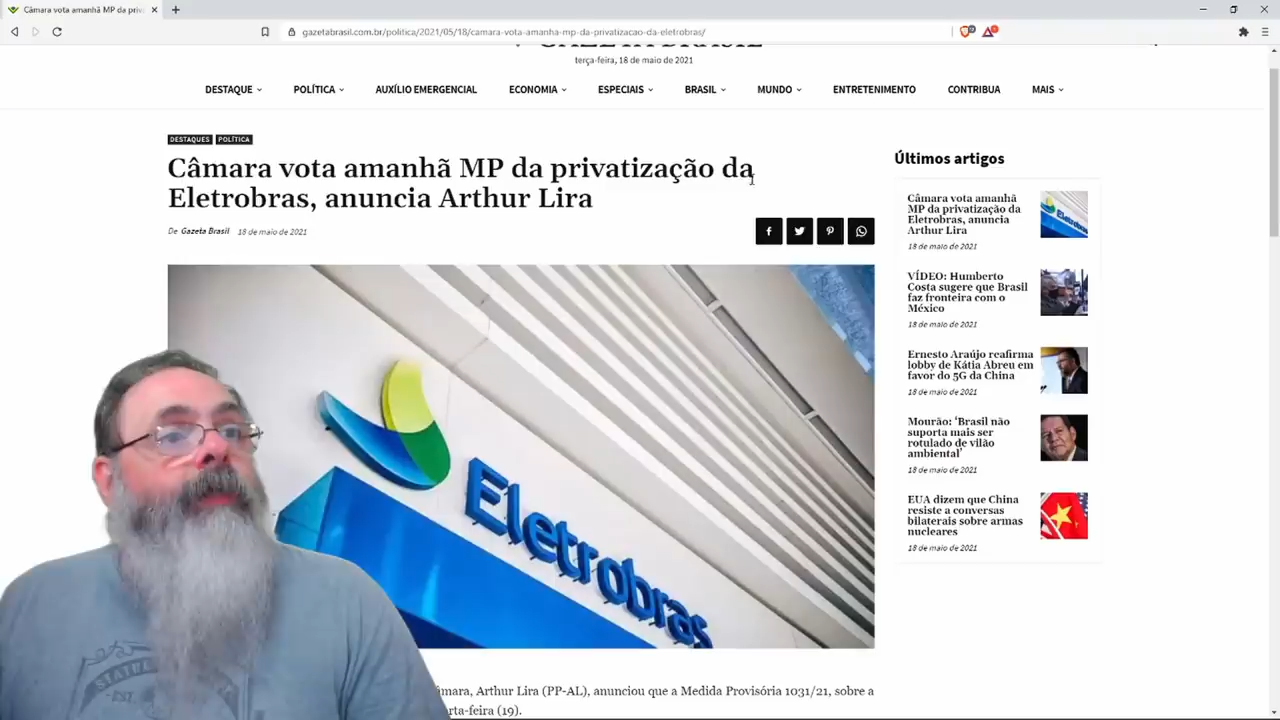 Câmara vota amanhã MP da priv
gazetabrasil.com.br/politica/2021/05/18/camara-vota-amanha-mp-da-privatizacao-da-eletrobras/
GAZETA BRASIL
terça-feira, 18 de maio de 2021
DESTAQUE POLÍTICA AUXÍLIO EMERGENCIAL ECONOMIA ESPECIAIS BRASIL MUNDO ENTRETENIMENTO CONTRIBUA MAIS
DESTAQUES POLÍTICA
Câmara vota amanhã MP da privatização da
Eletrobras, anuncia Arthur Lira
De Gazeta Brasil 18 de maio de 2021
Eletrobras
âmara, Arthur Lira (PP-AL), anunciou que a Medida Provisória 1031/21, sobre a
rta-feira (19).
Últimos artigos
Câmara vota amanhã
MP da privatização da
Eletrobras, anuncia
Arthur Lira
18 de maio de 2021
Eletrobras
VÍDEO: Humberto
Costa sugere que Brasil
faz fronteira com o
México
18 de maio de 2021
Ernesto Araújo reafirma
lobby de Kátia Abreu em
favor do 5G da China
18 de maio de 2021
Mourão: ‘Brasil não
suporta mais ser
rotulado de vilão
ambiental’
18 de maio de 2021
EUA dizem que China
resiste a conversas
bilaterais sobre armas
nucleares
18 de maio de 2021